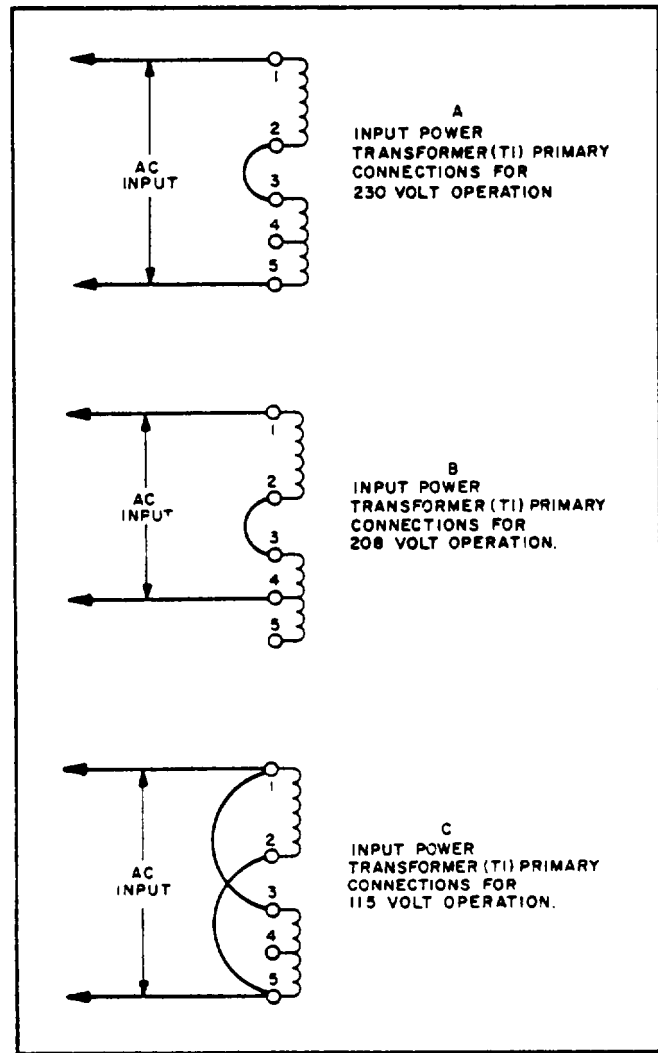 1
2
3
4
5
AC
INPUT
A
INPUT POWER
TRANSFORMER(T1) PRIMARY
CONNECTIONS FOR
230 VOLT OPERATION
1
2
3
4
5
AC
INPUT
B
INPUT POWER
TRANSFORMER (T1) PRIMARY
CONNECTIONS FOR
208 VOLT OPERATION.
1
2
3
4
5
AC
INPUT
C
INPUT POWER
TRANSFORMER (T1) PRIMARY
CONNECTIONS FOR
115 VOLT OPERATION.